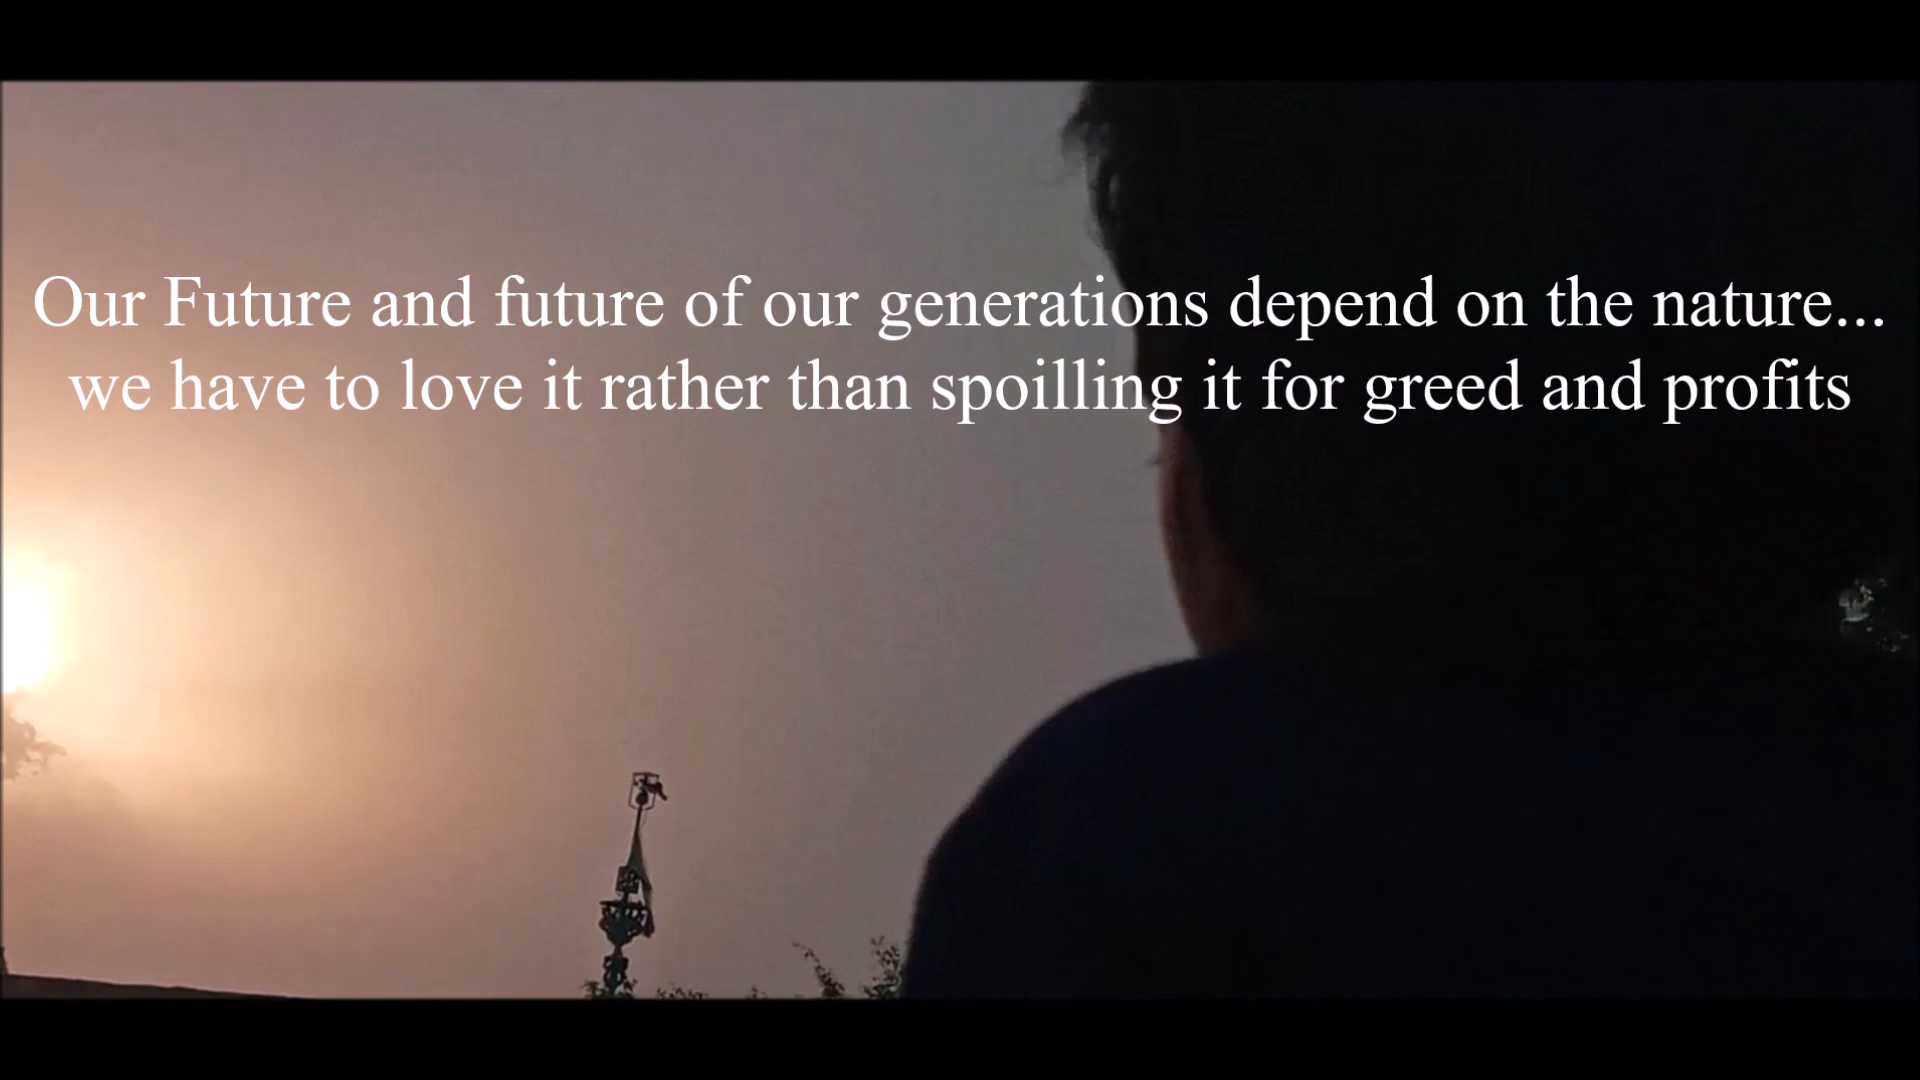 Our Future and future of our generations depend on the nature...
we have to love it rather than spoilling it for greed and profits